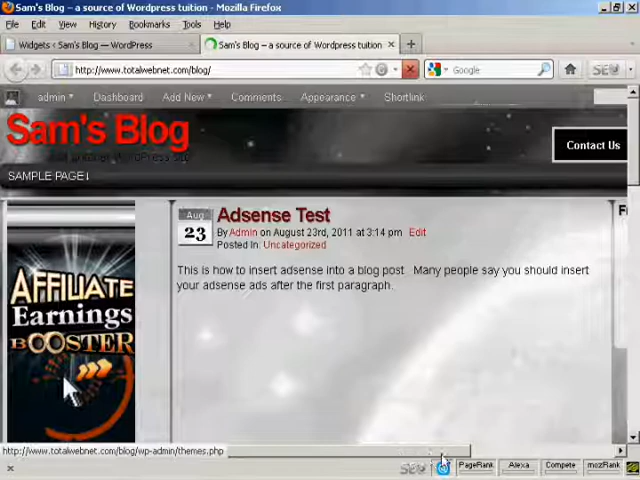 Sam's Blog – a source of Wordpress tuition - Mozilla Firefox
File Edit View History Bookmarks Tools Help
Widgets ‹ Sam's Blog — WordPress
Sam's Blog – a source of Wordpress tuition
http://www.totalwebnet.com/blog/
Google
admin Dashboard Add New Comments Appearance Shortlink
Sam's Blog
Contact Us
SAMPLE PAGE
Aug
23
Adsense Test
By Admin on August 23rd, 2011 at 3:14 pm Edit
Posted In: Uncategorized
This is how to insert adsense into a blog post Many people say you should insert
your adsense ads after the first paragraph.
AFFILIATE
Earnings
BOOSTER
http://www.totalwebnet.com/blog/wp-admin/themes.php
PageRank Alexa Compete mozRank